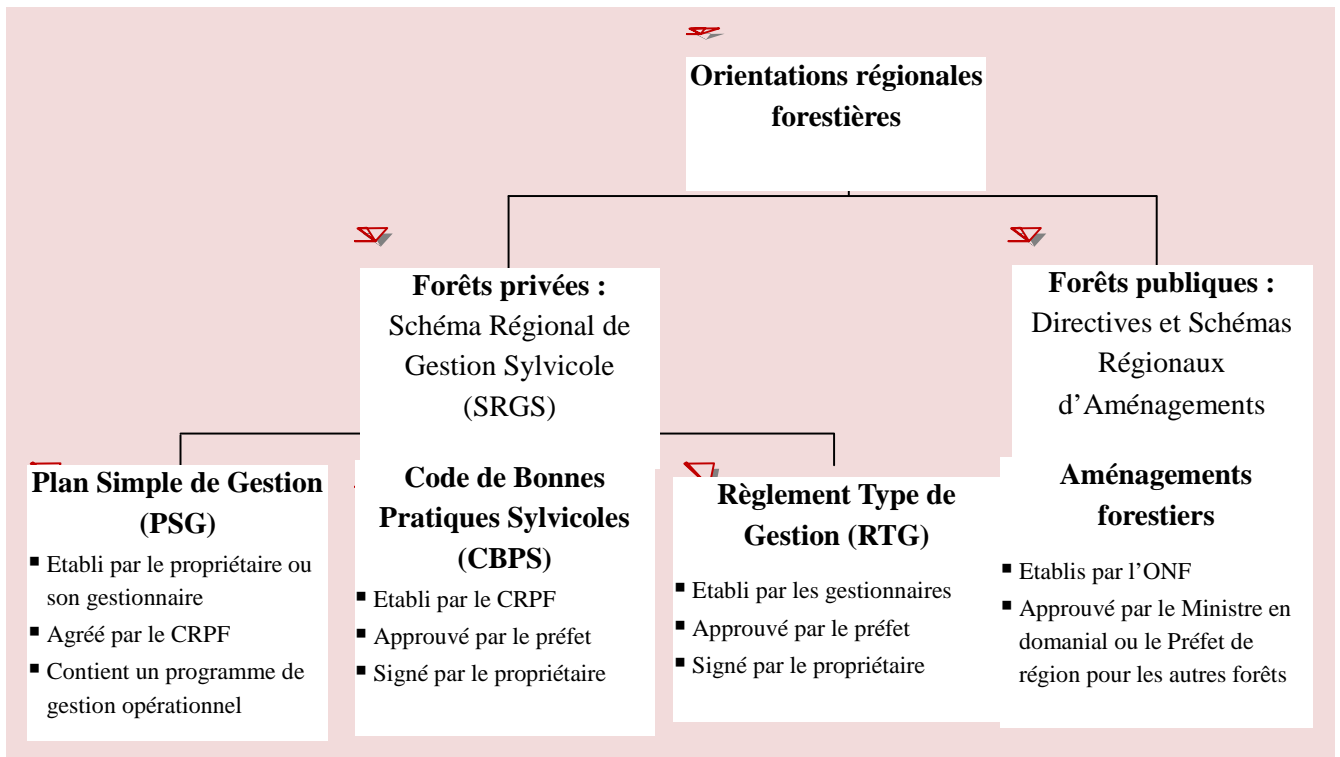 Orientations régionales
forestières
Forêts privées :
Schéma Régional de
Gestion Sylvicole
(SRGS)
Forêts publiques :
Directives et Schémas
Régionaux
d’Aménagements
Plan Simple de Gestion
(PSG)
▪ Etabli par le propriétaire ou
son gestionnaire
▪ Agréé par le CRPF
▪ Contient un programme de
gestion opérationnel
Code de Bonnes
Pratiques Sylvicoles
(CBPS)
▪ Etabli par le CRPF
▪ Approuvé par le préfet
▪ Signé par le propriétaire
Règlement Type de
Gestion (RTG)
▪ Etabli par les gestionnaires
▪ Approuvé par le préfet
▪ Signé par le propriétaire
Aménagements
forestiers
▪ Etablis par l’ONF
▪ Approuvé par le Ministre en
domanial ou le Préfet de
région pour les autres forêts